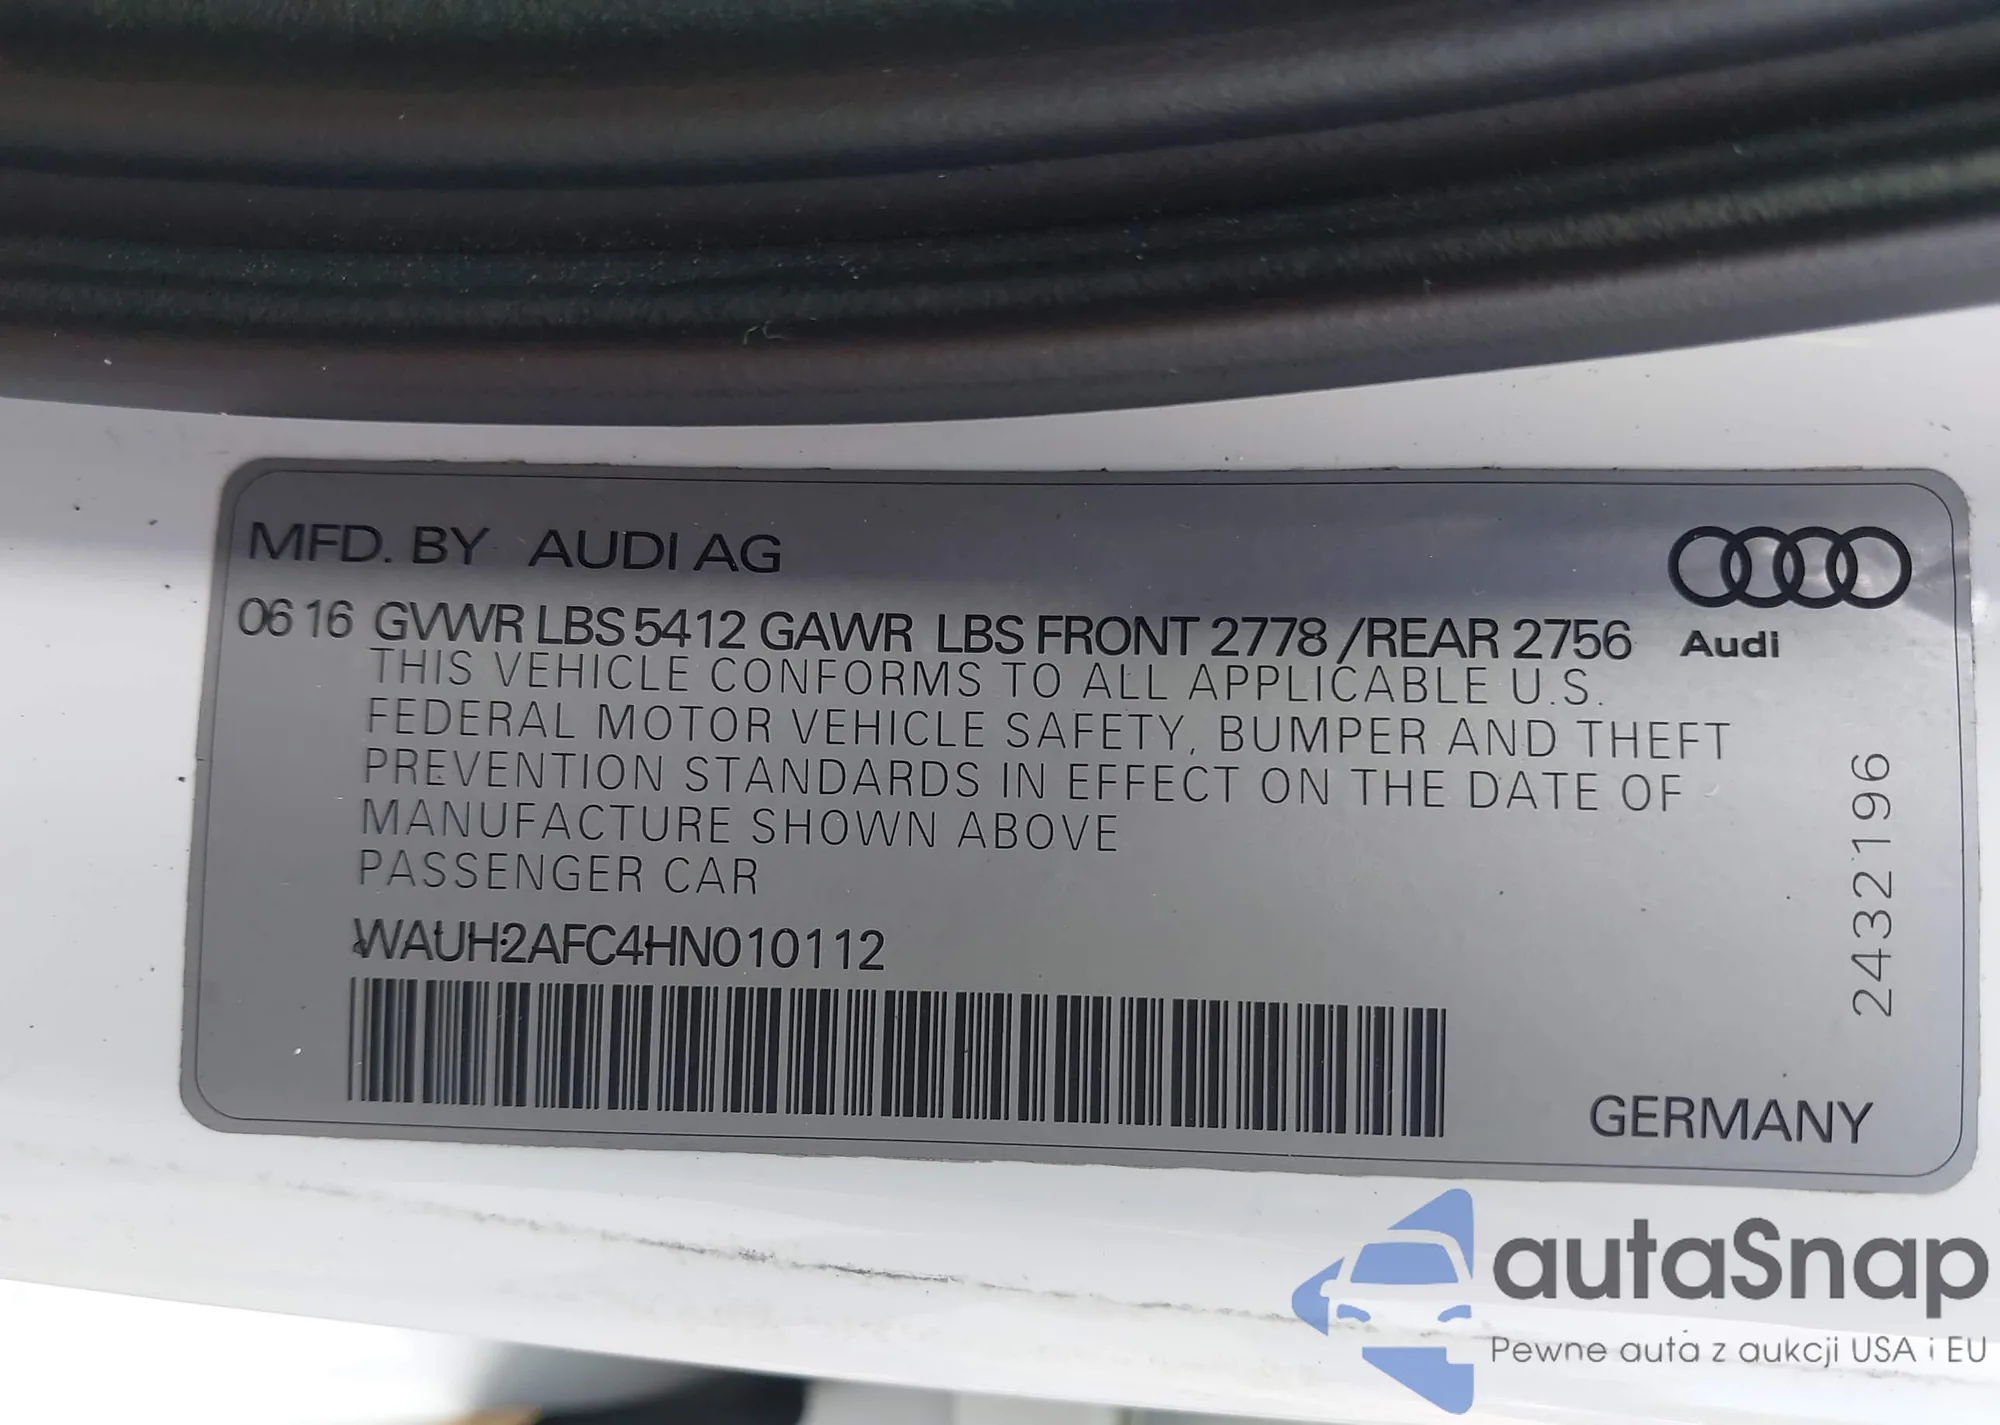 MFD. BY AUDI AG
06 16 GVWR LBS 5412 GAWR LBS FRONT 2778 /REAR 2756
Audi
THIS VEHICLE CONFORMS TO ALL APPLICABLE U.S.
FEDERAL MOTOR VEHICLE SAFETY, BUMPER AND THEFT
PREVENTION STANDARDS IN EFFECT ON THE DATE OF
MANUFACTURE SHOWN ABOVE
PASSENGER CAR
WAUH2AFC4HN010112
2432196
GERMANY
autaSnap
Pewne auta z aukcji USA i EU